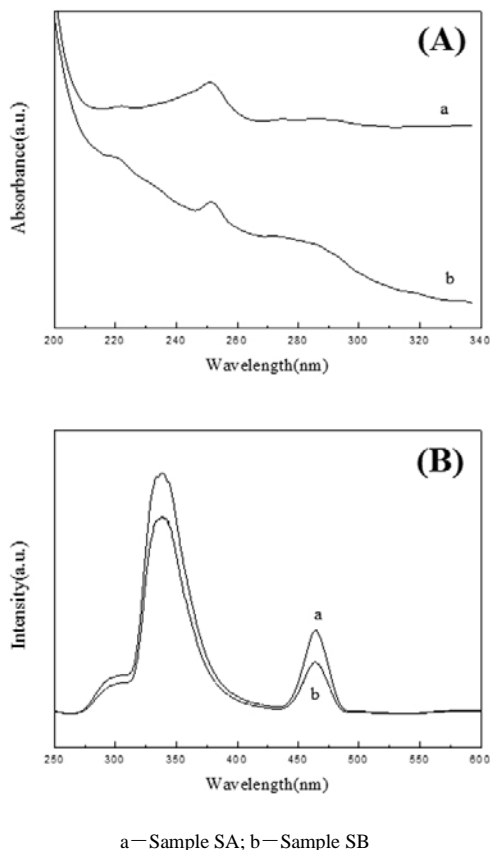 (A)
Absorbance(a.u.)
a
b
200 220 240 260 280 300 320 340
Wavelength(nm)
(B)
Intensity(a.u.)
a
b
250 300 350 400 450 500 550 600
Wavelength(nm)
a—Sample SA; b—Sample SB